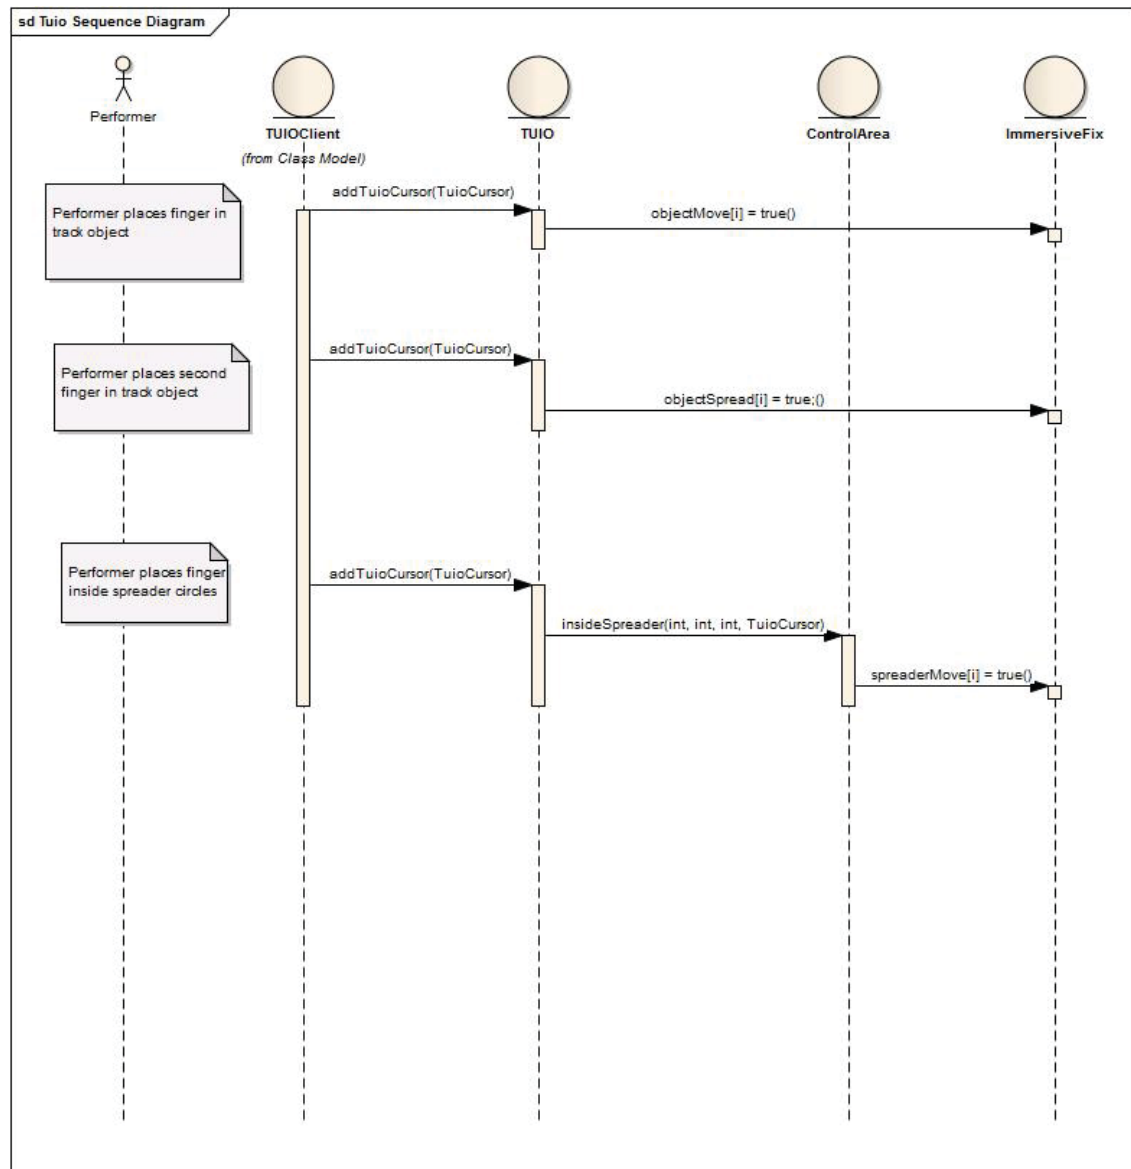 sd Tuio Sequence Diagram
Performer
TUIOClient
(from Class Model)
TUIO
ControlArea
ImmersiveFix
Performer places finger in
track object
addTuioCursor(TuioCursor)
objectMove[i] = true()
Performer places second
finger in track object
addTuioCursor(TuioCursor)
objectSpread[i] = true;()
Performer places finger
inside spreader circles
addTuioCursor(TuioCursor)
insideSpreader(int, int, int, TuioCursor)
spreaderMove[i] = true()